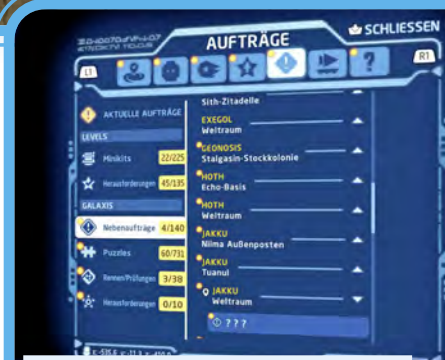 AUFTRÄGE
SCHLIESSEN
L1
R1
AKTUELLE AUFTRÄGE
LEVELS
Minikits 22/225
Herausforderungen 45/135
GALAXIS
Nebenaufträge 4/140
Puzzles 60/731
Rennen/Prüfungen 3/38
Herausforderungen 0/10
Sith-Zitadelle
EXEGOL
Weltraum
GEONOSIS
Stalgasin-Stockkolonie
HOTH
Echo-Basis
HOTH
Weltraum
JAKKU
Niima Außenposten
JAKKU
Tuanul
JAKKU
Weltraum
???